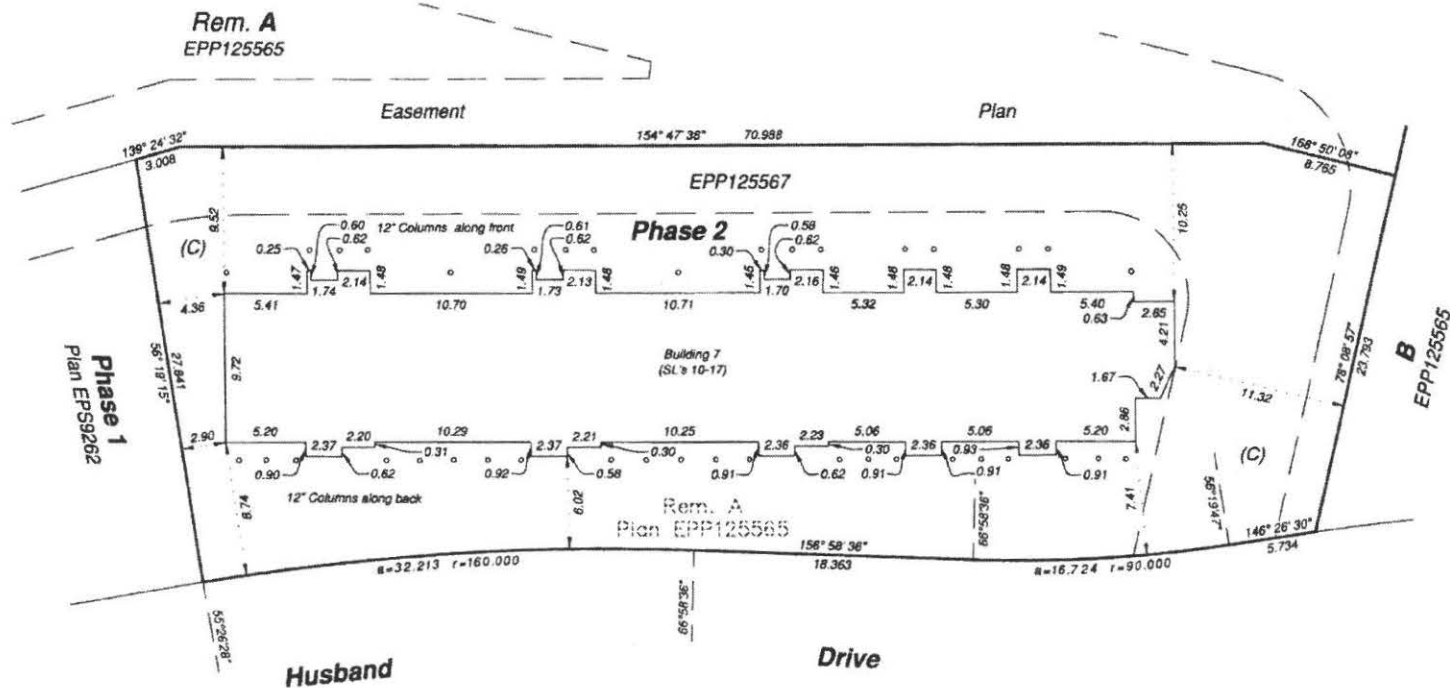 Rem. A
EPP125565
Easement
Plan
139° 24' 32"
3.008
154° 47' 36" 70.988
168° 50' 08"
8.765
EPP125567
Phase 2
12" Columns along front
(C)
10.25
0.25
0.60
0.62
0.26
0.61
0.62
0.30
0.58
0.62
1.47
1.74
2.14
1.48
1.49
1.73
2.13
1.48
1.45
1.70
2.16
1.46
1.48
2.14
1.48
1.48
2.14
1.49
4.36
5.41
10.70
10.71
5.32
5.30
5.40
0.63
2.65
4.21
Phase 1
Plan EPS9262
27.841
56° 19' 15"
9.72
Building 7
(SL's 10-17)
1.67
2.27
11.32
78° 08' 57"
23.793
B
EPP125565
2.90
5.20
2.37
2.20
10.29
2.37
2.21
10.25
2.36
2.23
5.06
2.36
5.06
2.36
5.20
2.86
0.90
0.62
0.31
0.92
0.58
0.30
0.91
0.62
0.30
0.91
0.91
0.93
0.91
(C)
12" Columns along back
8.74
6.02
7.41
Rem. A
Plan EPP125565
66°58'36"
56°19'47"
146° 26' 30"
5.734
a=32.213 r=160.000
156° 58' 36"
18.363
a=16.724 r=90.000
55°26'28"
66°58'36"
Husband
Drive